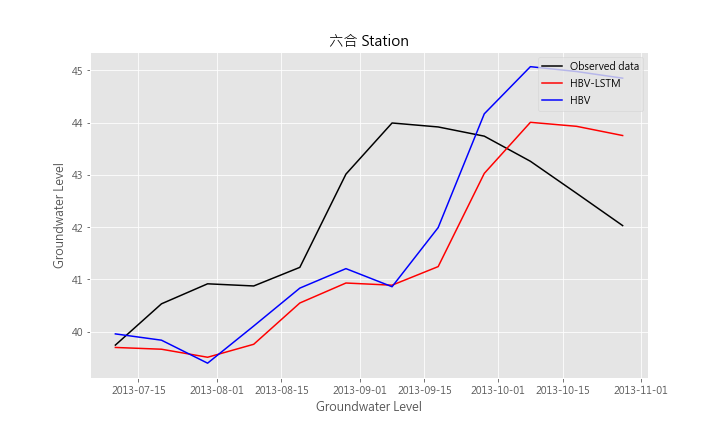 六合 Station
Observed data
HBV-LSTM
HBV
45
44
43
42
41
40
Groundwater Level
2013-07-15 2013-08-01 2013-08-15 2013-09-01 2013-09-15 2013-10-01 2013-10-15 2013-11-01
Groundwater Level